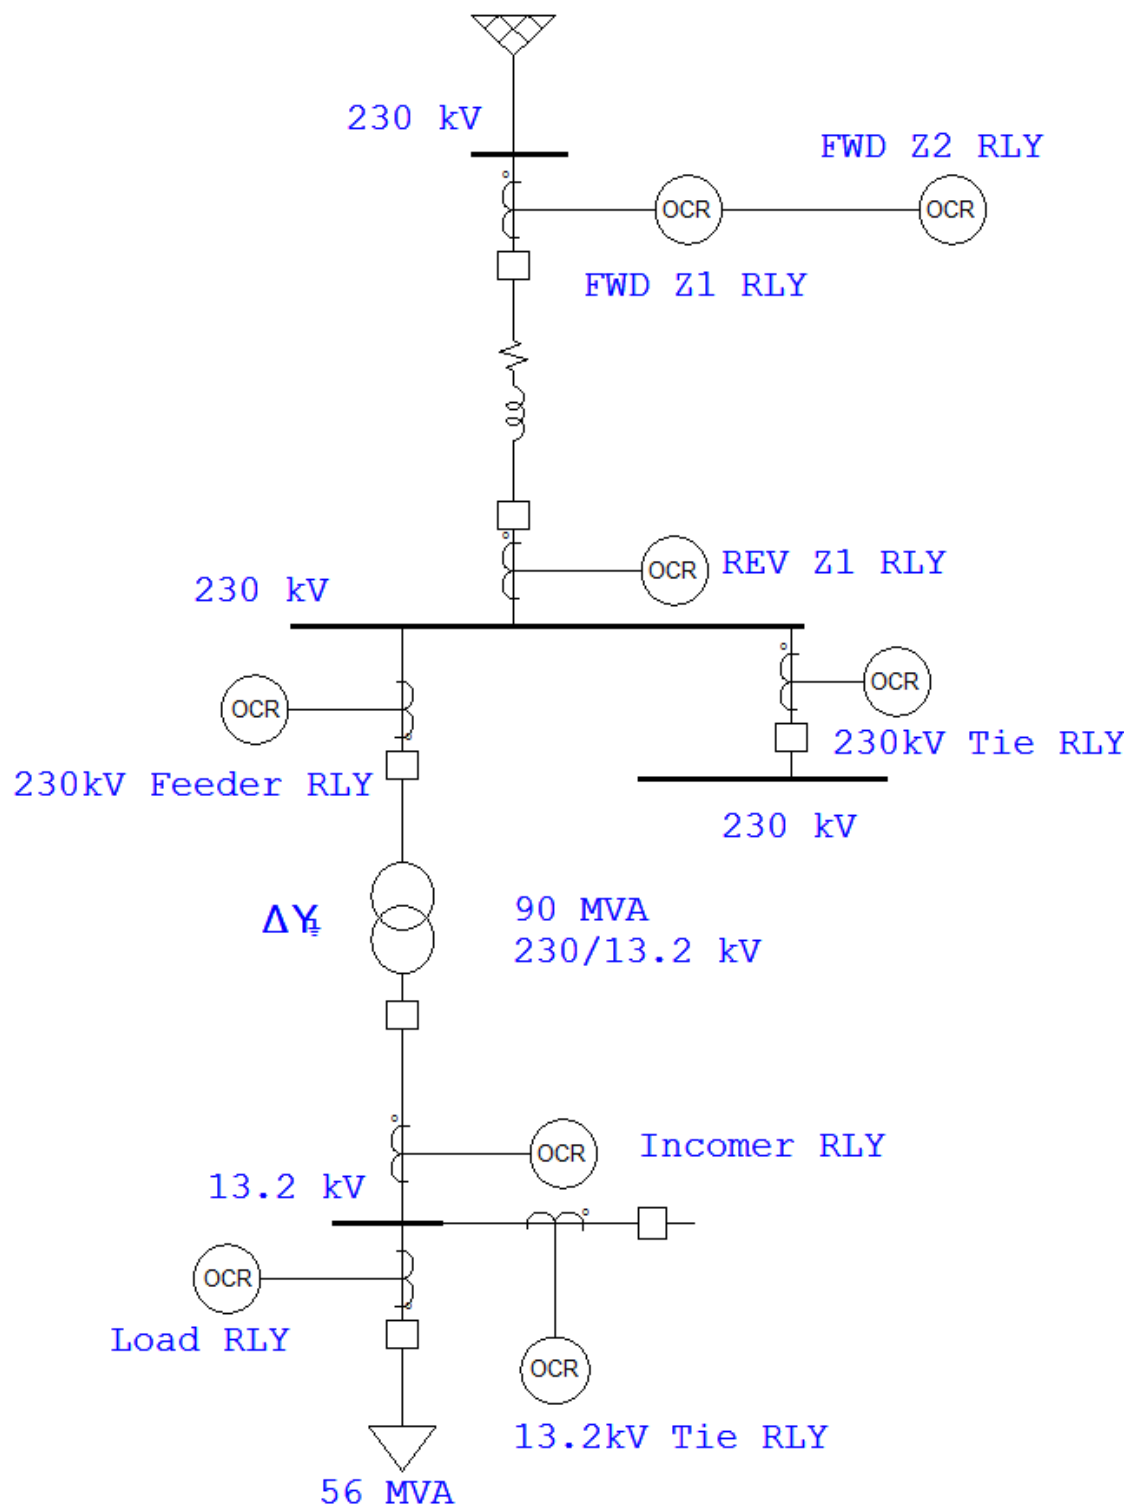 230 kV
FWD Z2 RLY
OCR
OCR
FWD Z1 RLY
OCR
REV Z1 RLY
230 kV
OCR
OCR
230kV Tie RLY
230kV Feeder RLY
230 kV
ΔY
90 MVA
230/13.2 kV
Incomer RLY
OCR
13.2 kV
OCR
Load RLY
OCR
13.2kV Tie RLY
56 MVA